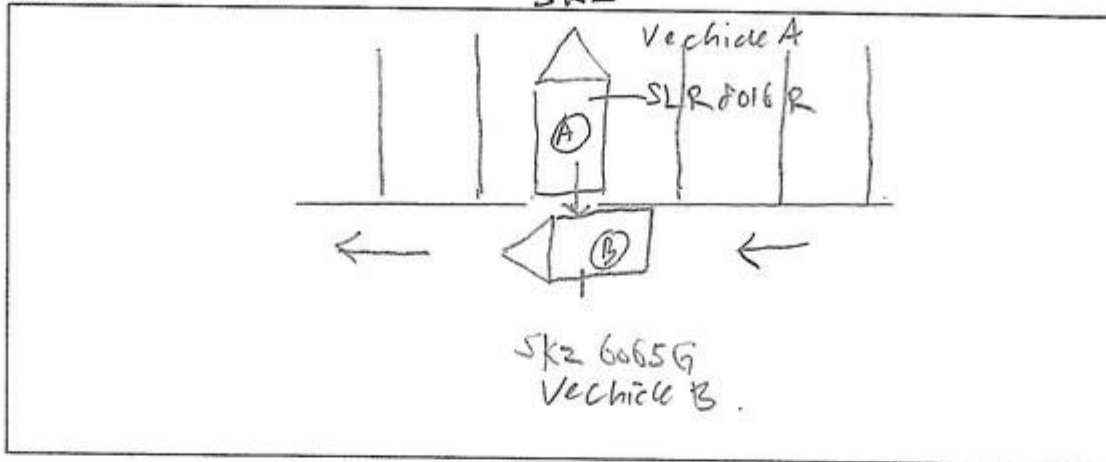 Vechicle A
SLR 8016 R
A
B
SKZ 6065G
Vechicle B.